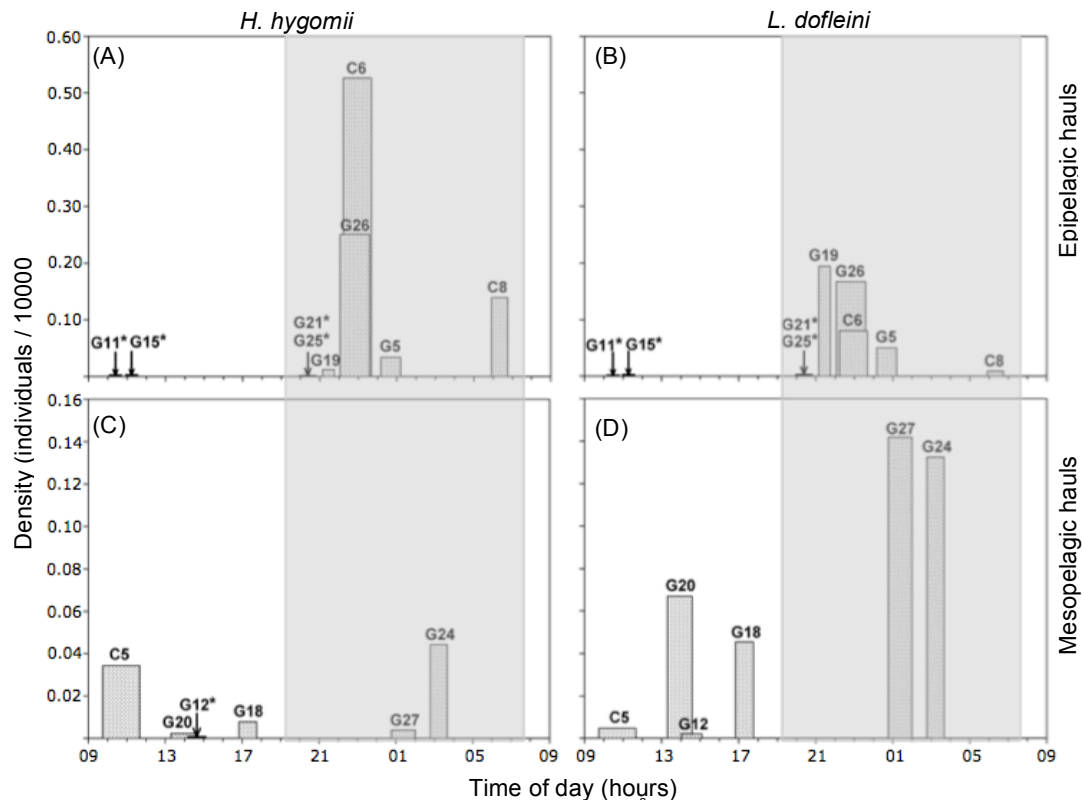 H. hygomii
L. dofleini
0.60
0.50
0.40
0.30
0.20
0.10
(A)
C6
G26
C8
G21*
G25*
G11* G15*
G19
G5
(B)
G19
G26
G21*
G25*
C6
G11* G15*
G5
C8
Epipelagic hauls
Density (individuals / 10000
0.16
0.14
0.12
0.10
0.08
0.06
0.04
0.02
(C)
C5
G12*
G20
G18
G24
G27
(D)
G27
G24
G20
G18
C5
G12
Mesopelagic hauls
09 13 17 21 01 05 09
13 17 21 01 05 09
Time of day (hours)